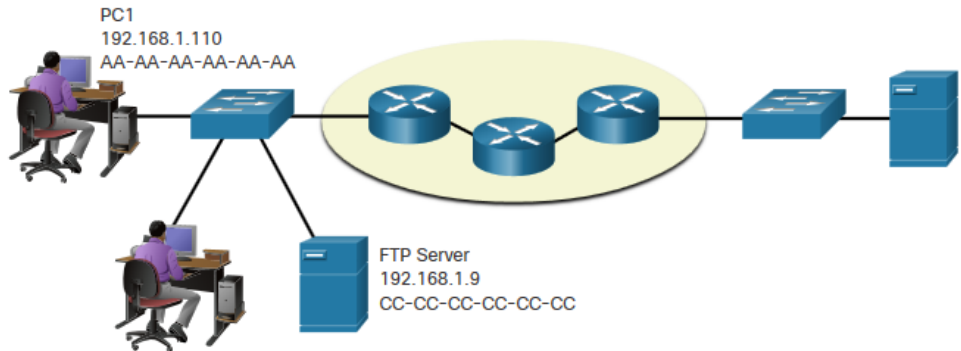 PC1
192.168.1.110
AA-AA-AA-AA-AA-AA
FTP Server
192.168.1.9
CC-CC-CC-CC-CC-CC